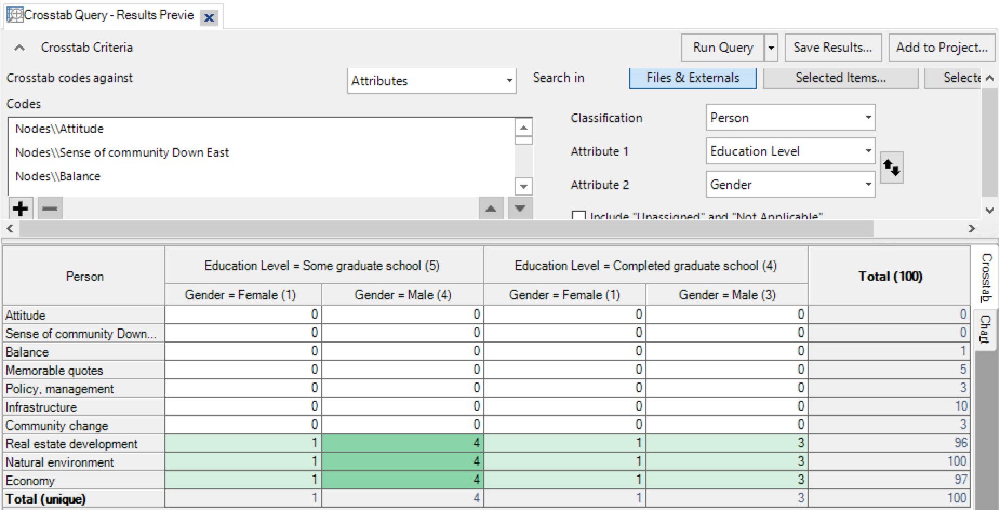 Crosstab Query - Results Previe
Crosstab Criteria
Run Query
Save Results...
Add to Project...
Crosstab codes against
Attributes
Search in
Files & Externals
Selected Items...
Selecte
Codes
Nodes\\Attitude
Nodes\\Sense of community Down East
Nodes\\Balance
Classification
Person
Attribute 1
Education Level
Attribute 2
Gender
Include "Unassigned" and "Not Applicable"
Person
Education Level = Some graduate school (5)
Education Level = Completed graduate school (4)
Total (100)
Gender = Female (1)
Gender = Male (4)
Gender = Female (1)
Gender = Male (3)
Attitude 0 0 0 0 0
Sense of community Down... 0 0 0 0 0
Balance 0 0 0 0 1
Memorable quotes 0 0 0 0 5
Policy, management 0 0 0 0 3
Infrastructure 0 0 0 0 10
Community change 0 0 0 0 3
Real estate development 1 4 1 3 96
Natural environment 1 4 1 3 100
Economy 1 4 1 3 97
Total (unique) 1 4 1 3 100
Crosstab
Chart